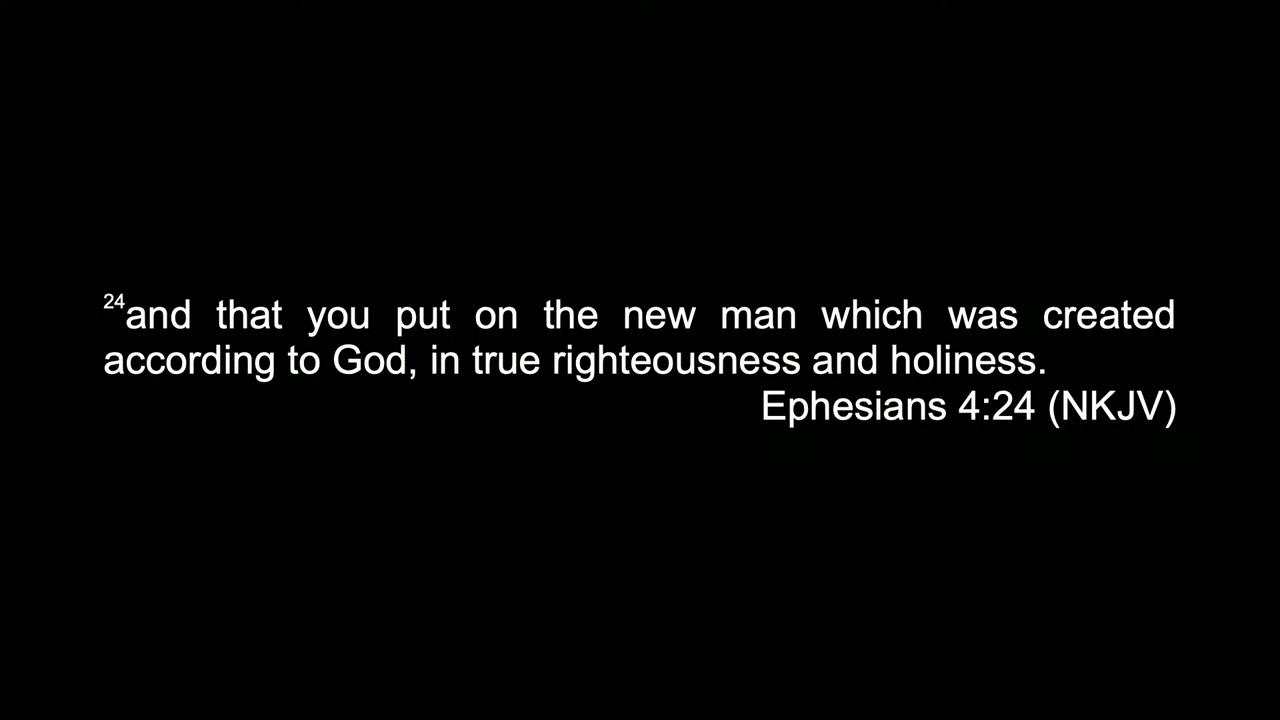 24and that you put on the new man which was created
according to God, in true righteousness and holiness.
Ephesians 4:24 (NKJV)